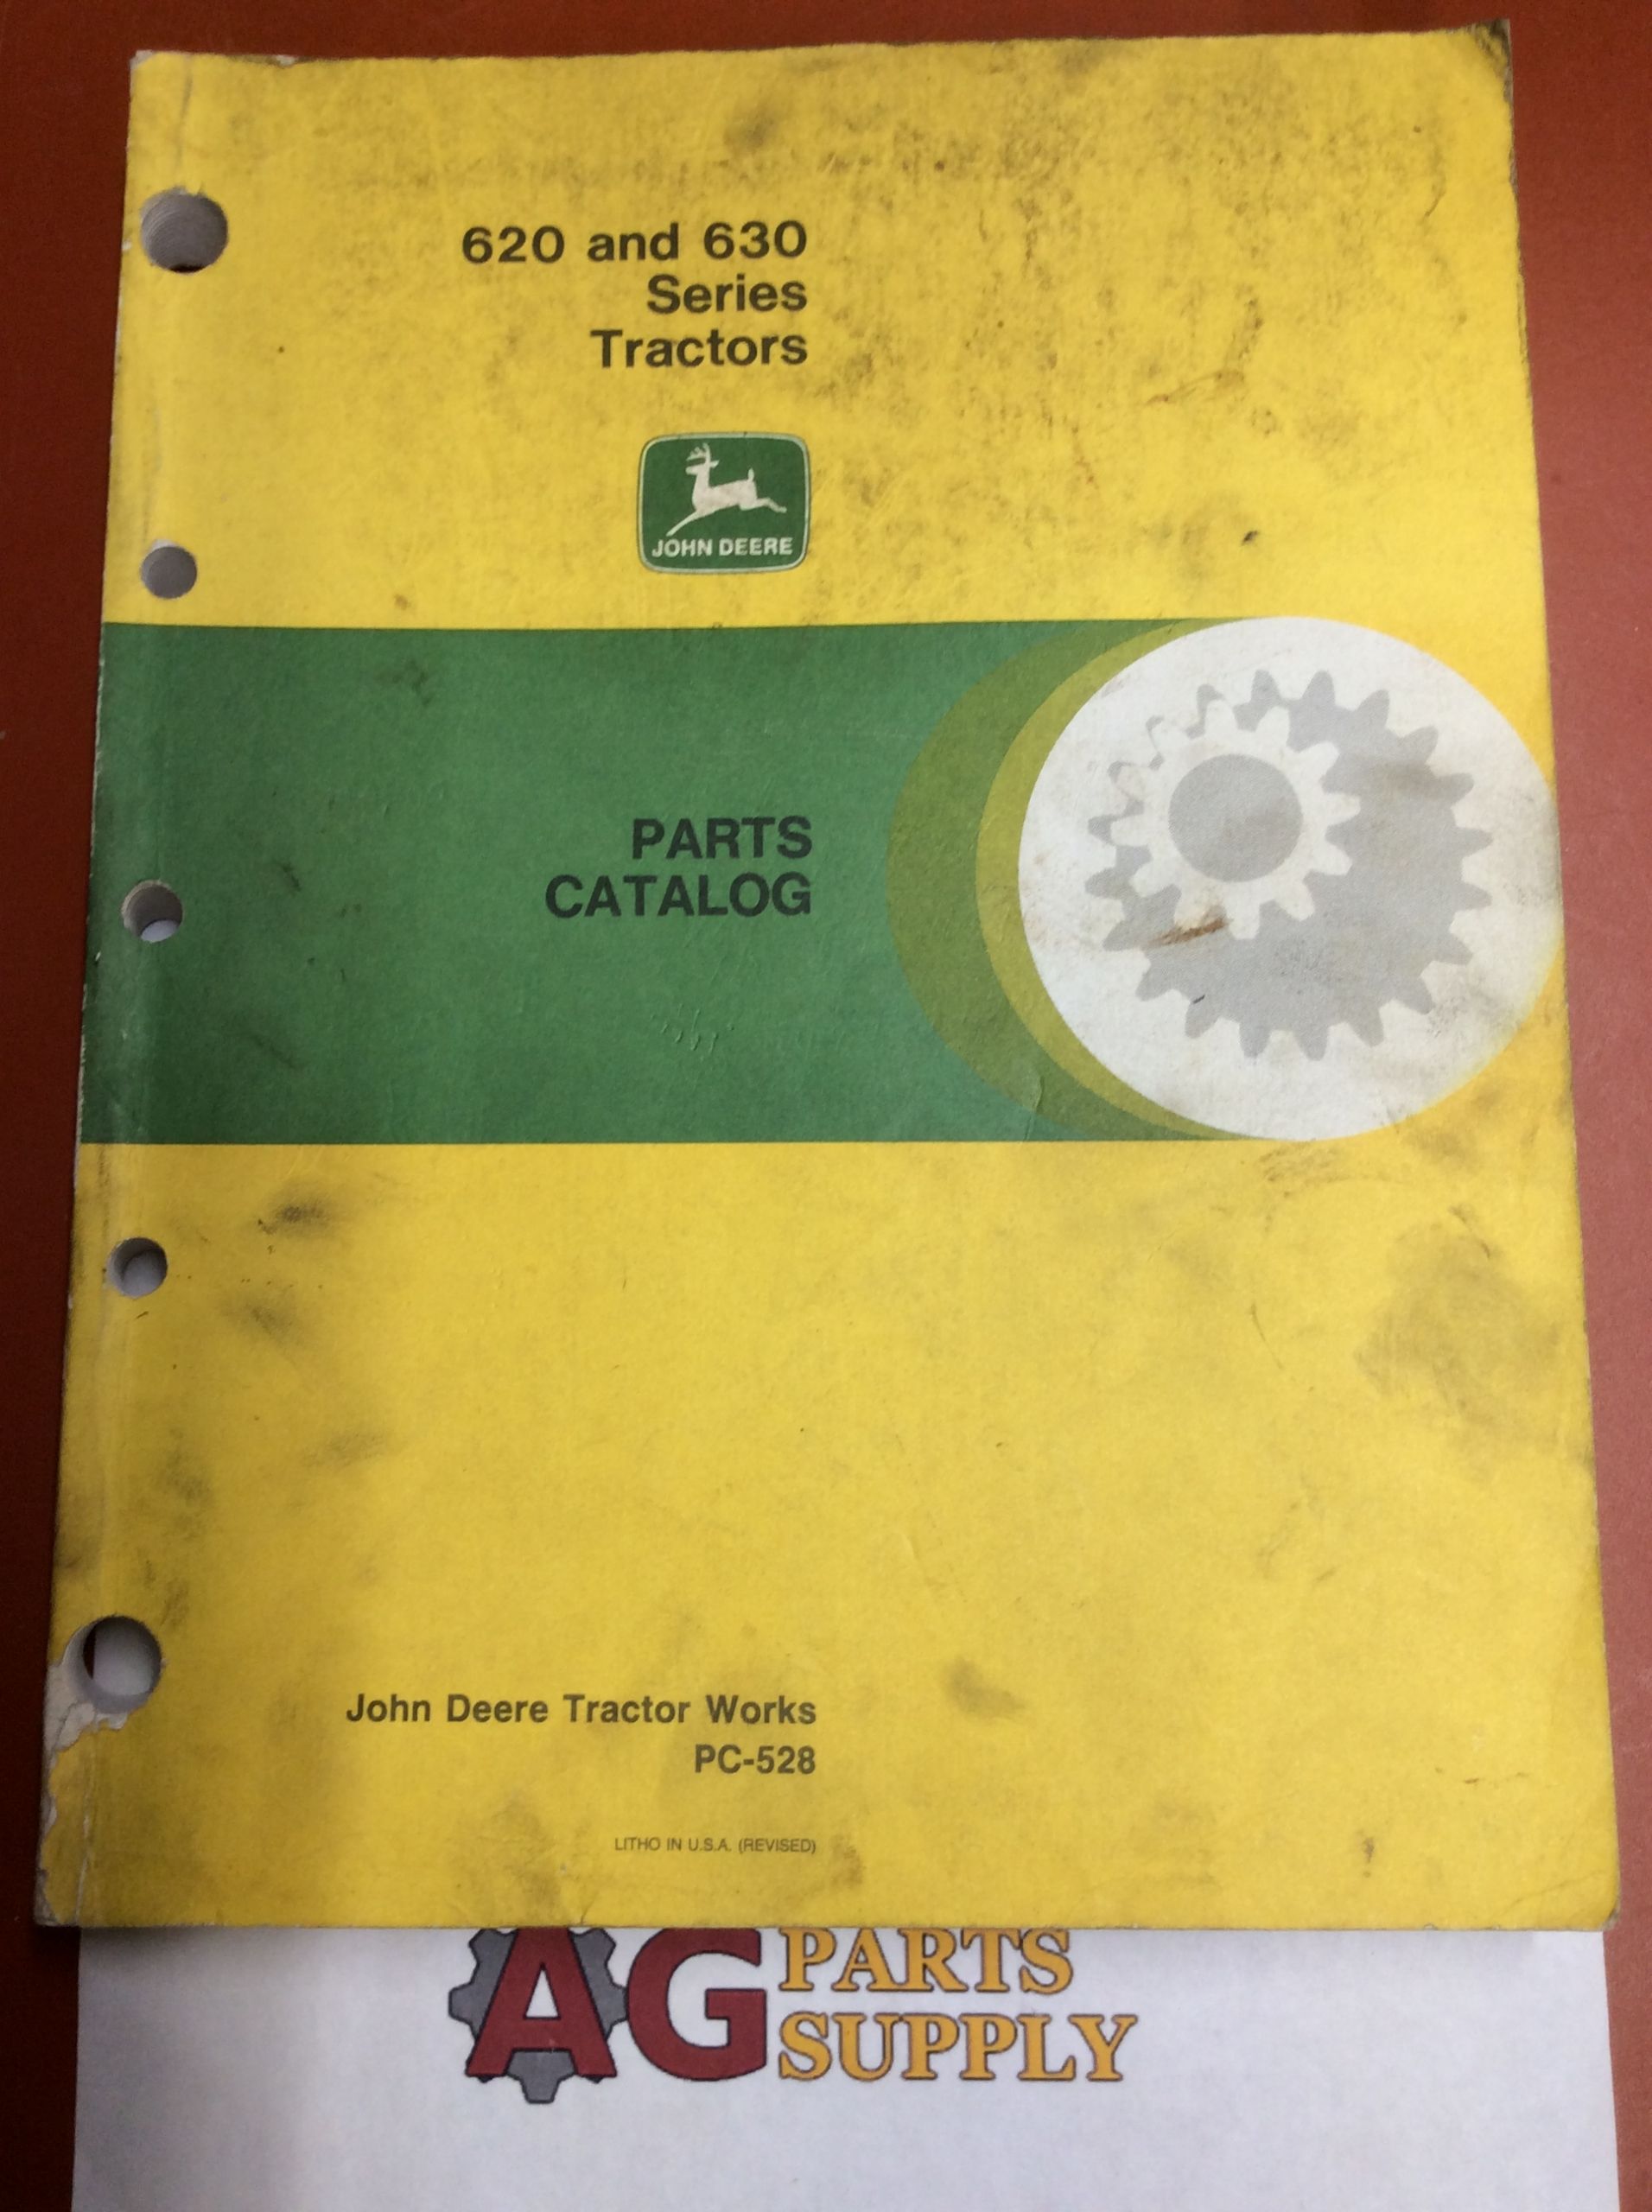 620 and 630
Series
Tractors
JOHN DEERE
PARTS
CATALOG
John Deere Tractor Works
PC-528
LITHO IN U.S.A. (REVISED)
AG PARTS
SUPPLY